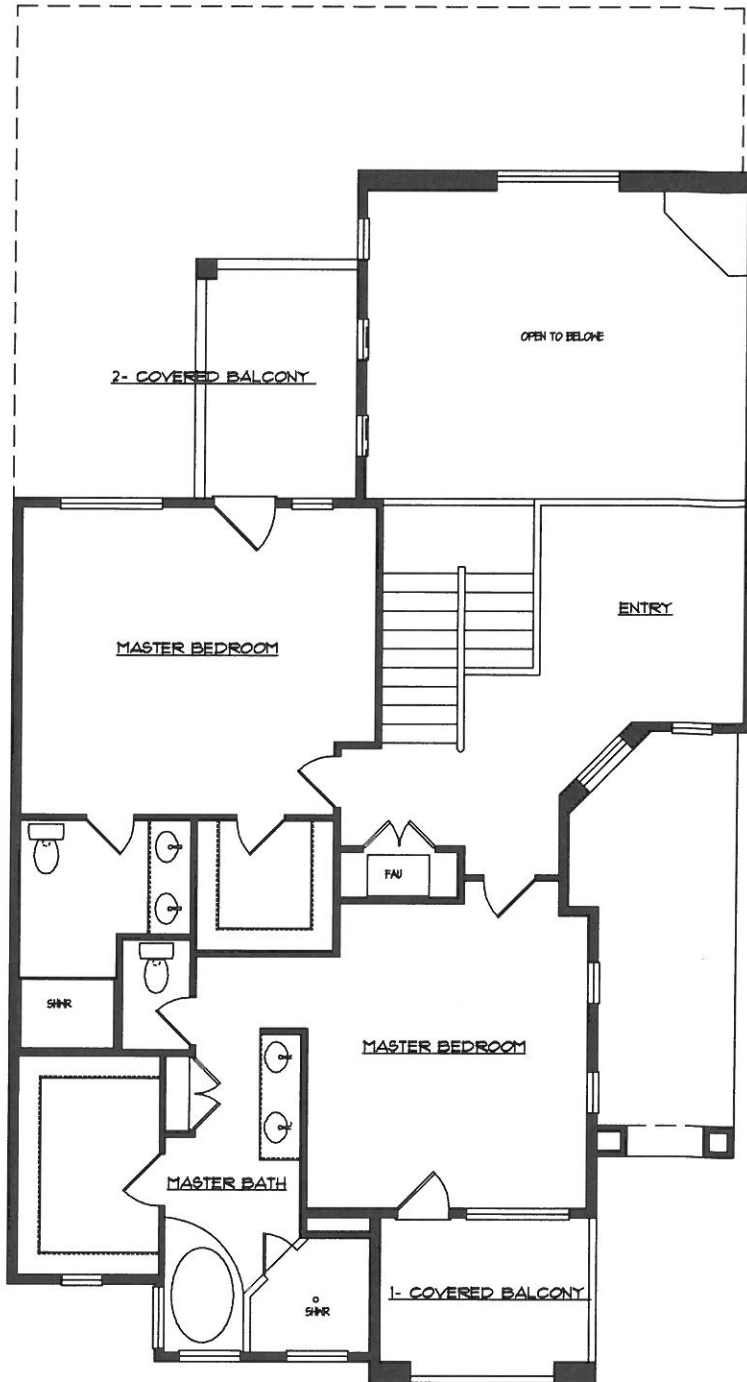 OPEN TO BELOWE
2- COVERED BALCONY
ENTRY
MASTER BEDROOM
FAU
SHWR
MASTER BEDROOM
MASTER BATH
1- COVERED BALCONY
SHWR